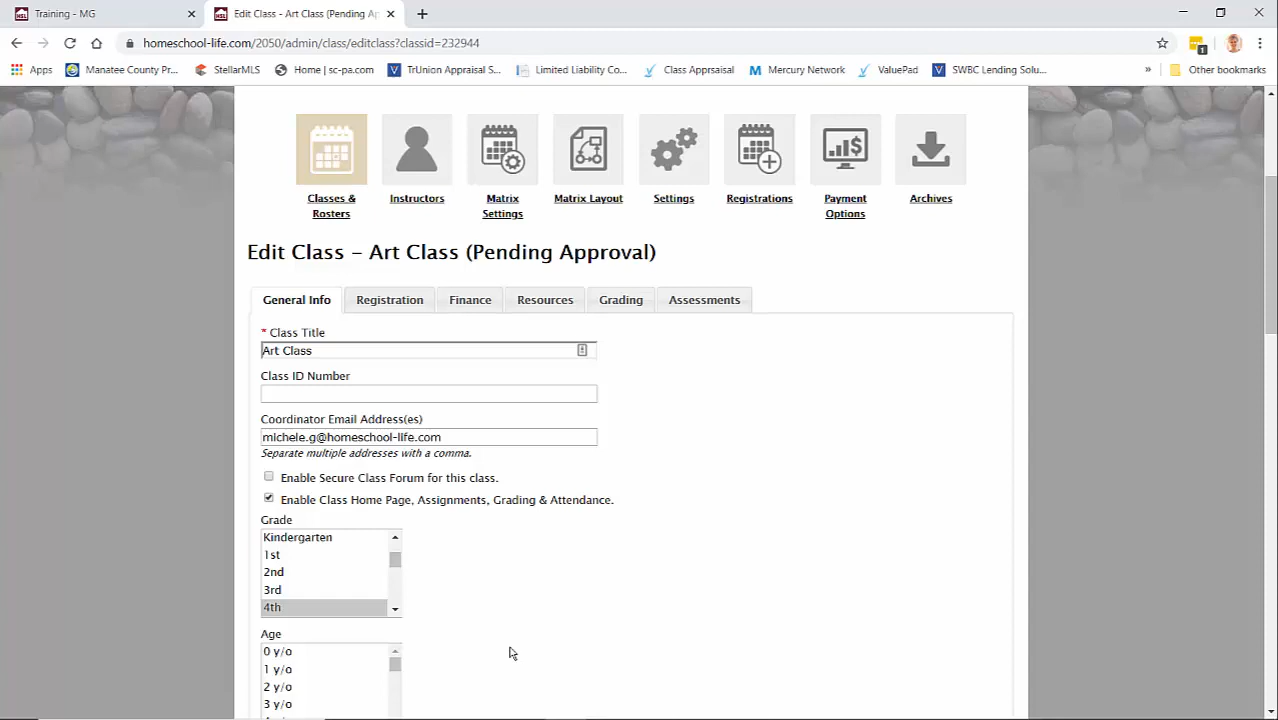 HSL Training - MG
HSL Edit Class - Art Class (Pending Ap
homeschool-life.com/2050/admin/class/editclass?classid=232944
1
Apps Manatee County Pr... StellarMLS Home | sc-pa.com TrUnion Appraisal S... Limited Liability Co... Class Apprsaisal Mercury Network ValuePad SWBC Lending Solu... » Other bookmarks
Classes & Rosters
Instructors
Matrix Settings
Matrix Layout
Settings
Registrations
Payment Options
Archives
Edit Class – Art Class (Pending Approval)
General Info Registration Finance Resources Grading Assessments
* Class Title
Art Class
Class ID Number
Coordinator Email Address(es)
michele.g@homeschool-life.com
Separate multiple addresses with a comma.
Enable Secure Class Forum for this class.
Enable Class Home Page, Assignments, Grading & Attendance.
Grade
Kindergarten
1st
2nd
3rd
4th
Age
0 y/o
1 y/o
2 y/o
3 y/o